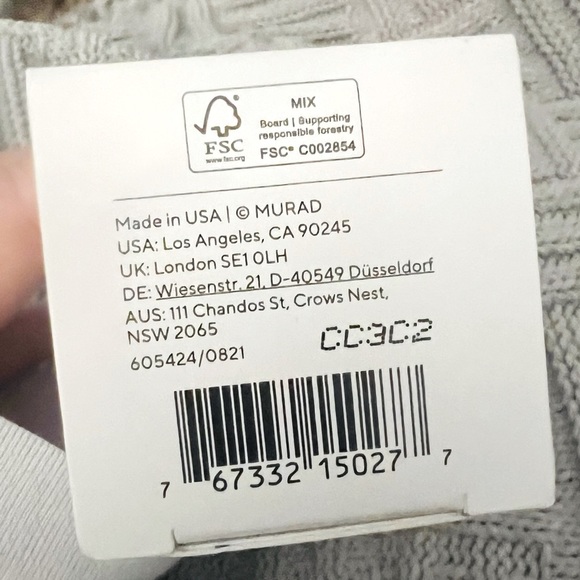 MIX
Board | Supporting
responsible forestry
FSC® C002854
FSC
www.fsc.org
Made in USA | © MURAD
USA: Los Angeles, CA 90245
UK: London SE1 0LH
DE: Wiesenstr. 21, D-40549 Düsseldorf
AUS: 111 Chandos St, Crows Nest,
NSW 2065
605424/0821
CC3C2
7 67332 15027 7